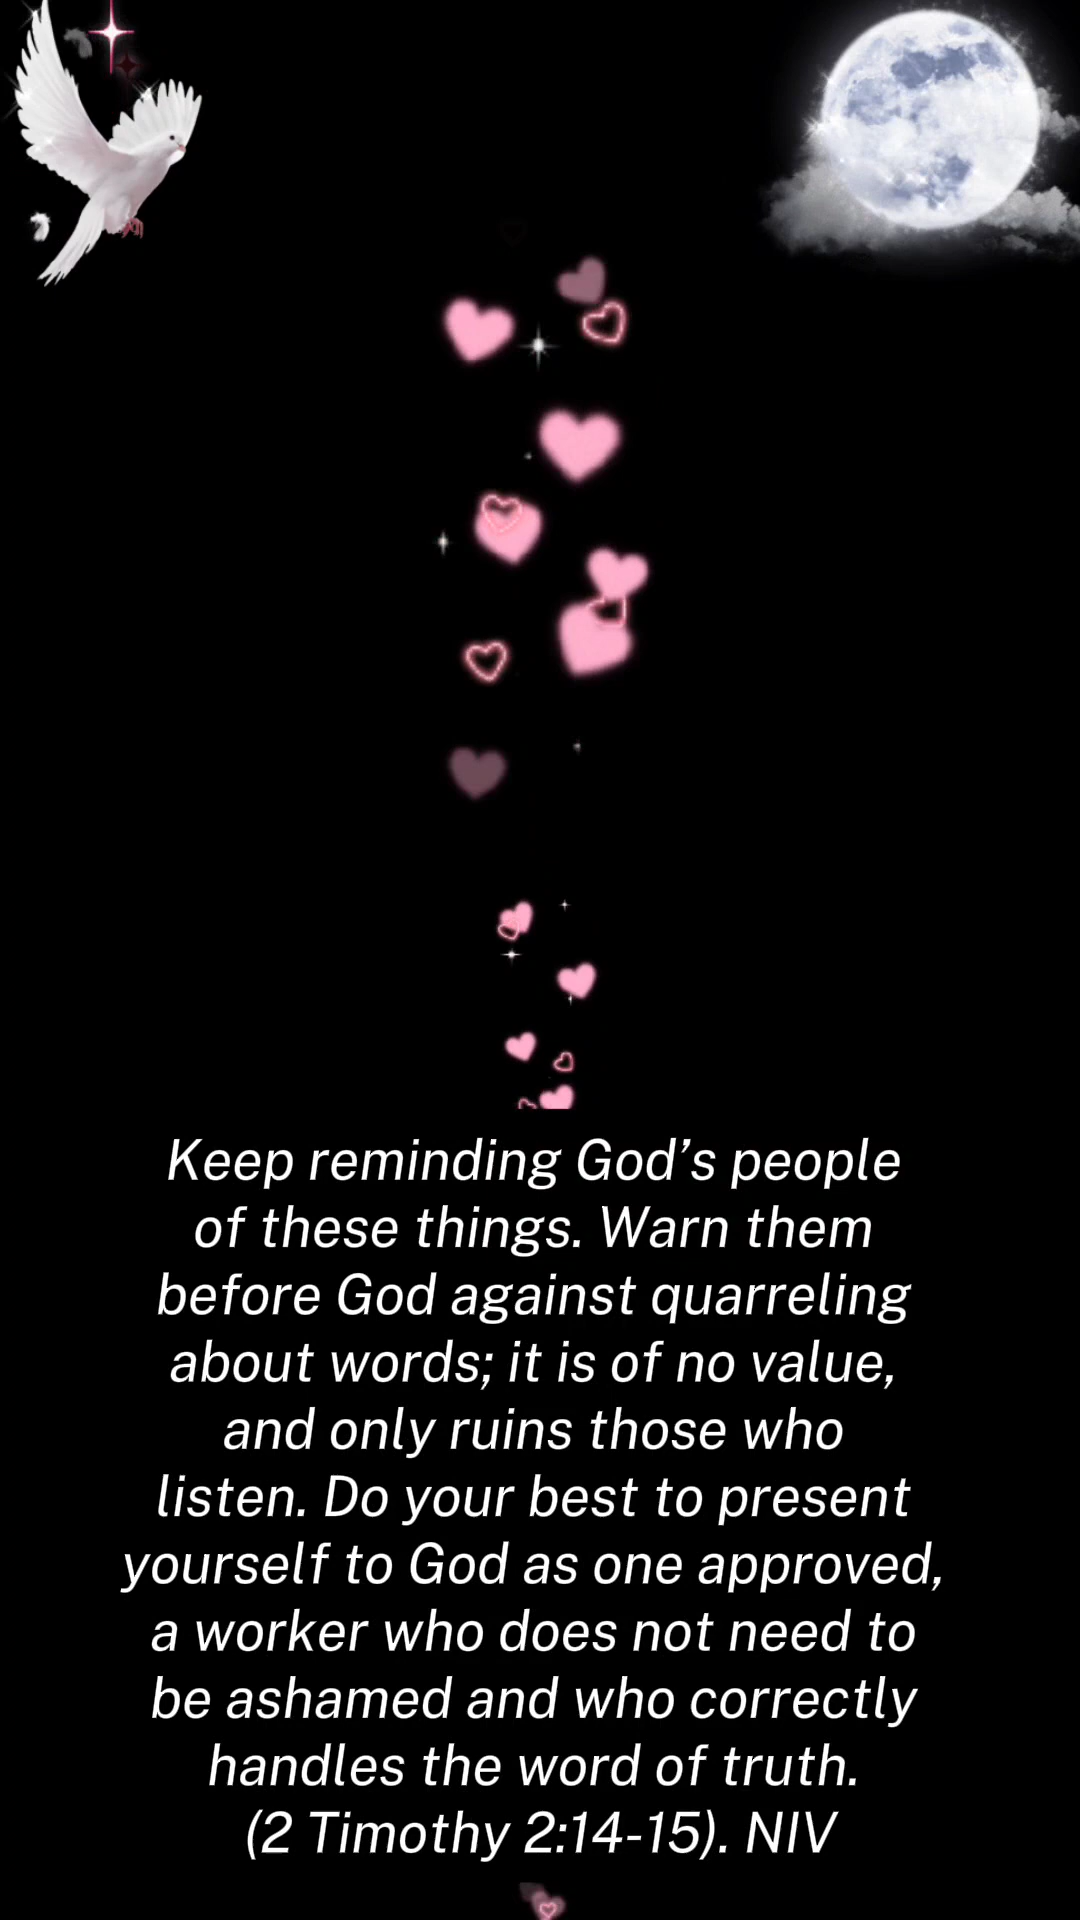 Keep reminding God’s people
of these things. Warn them
before God against quarreling
about words; it is of no value,
and only ruins those who
listen. Do your best to present
yourself to God as one approved,
a worker who does not need to
be ashamed and who correctly
handles the word of truth.
(2 Timothy 2:14-15). NIV